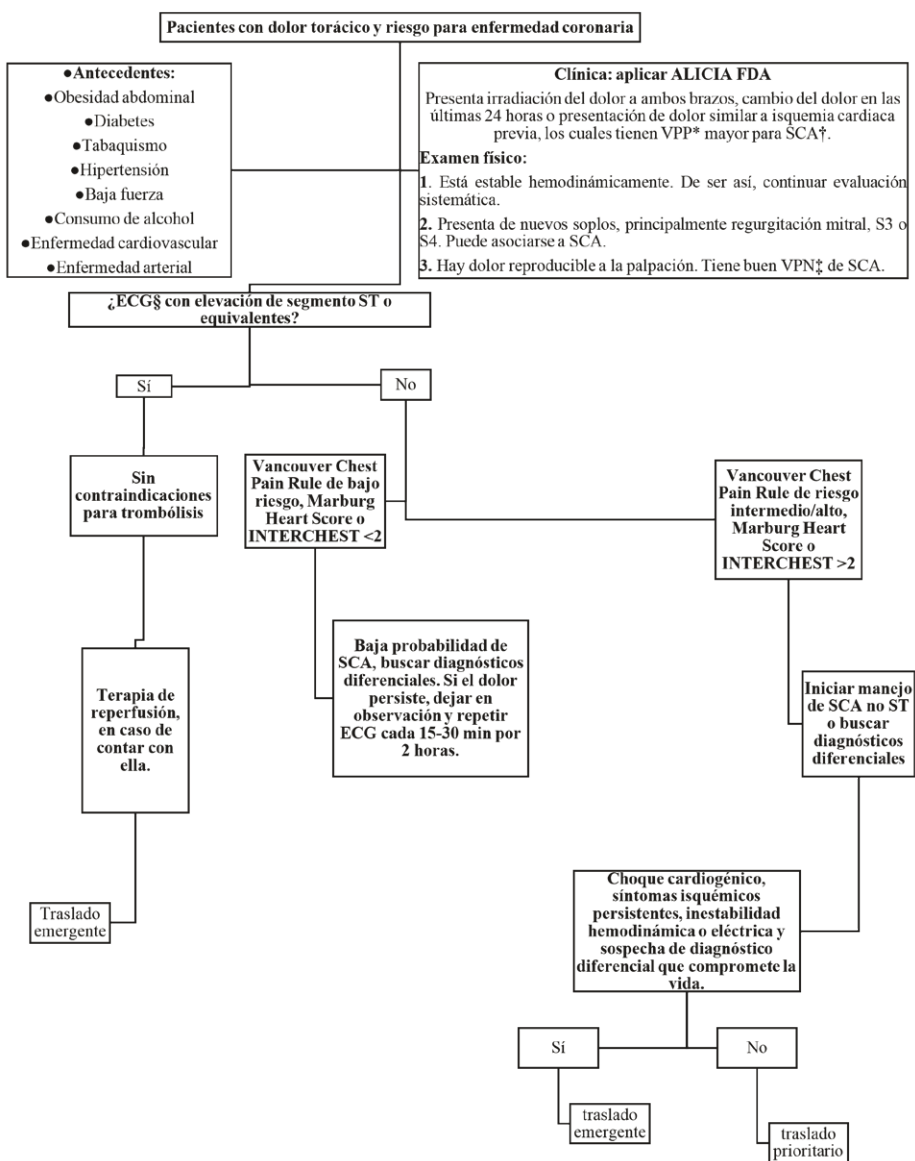 Pacientes con dolor torácico y riesgo para enfermedad coronaria
●Antecedentes:
●Obesidad abdominal
●Diabetes
●Tabaquismo
●Hipertensión
●Baja fuerza
●Consumo de alcohol
●Enfermedad cardiovascular
●Enfermedad arterial
Clínica: aplicar ALICIA FDA
Presenta irradiación del dolor a ambos brazos, cambio del dolor en las
últimas 24 horas o presentación de dolor similar a isquemia cardiaca
previa, los cuales tienen VPP* mayor para SCA†.
Examen físico:
1. Está estable hemodinámicamente. De ser así, continuar evaluación
sistemática.
2. Presenta de nuevos soplos, principalmente regurgitación mitral, S3 o
S4. Puede asociarse a SCA.
3. Hay dolor reproducible a la palpación. Tiene buen VPN‡ de SCA.
¿ECG§ con elevación de segmento ST o
equivalentes?
Sí
No
Sin
contraindicaciones
para trombólisis
Vancouver Chest
Pain Rule de bajo
riesgo, Marburg
Heart Score o
INTERCHEST <2
Vancouver Chest
Pain Rule de riesgo
intermedio/alto,
Marburg Heart
Score o
INTERCHEST >2
Terapia de
reperfusión,
en caso de
contar con
ella.
Baja probabilidad de
SCA, buscar diagnósticos
diferenciales. Si el dolor
persiste, dejar en
observación y repetir
ECG cada 15-30 min por
2 horas.
Iniciar manejo
de SCA no ST
o buscar
diagnósticos
diferenciales
Traslado
emergente
Choque cardiogénico,
síntomas isquémicos
persistentes, inestabilidad
hemodinámica o eléctrica y
sospecha de diagnóstico
diferencial que compromete la
vida.
Sí
No
traslado
emergente
traslado
prioritario